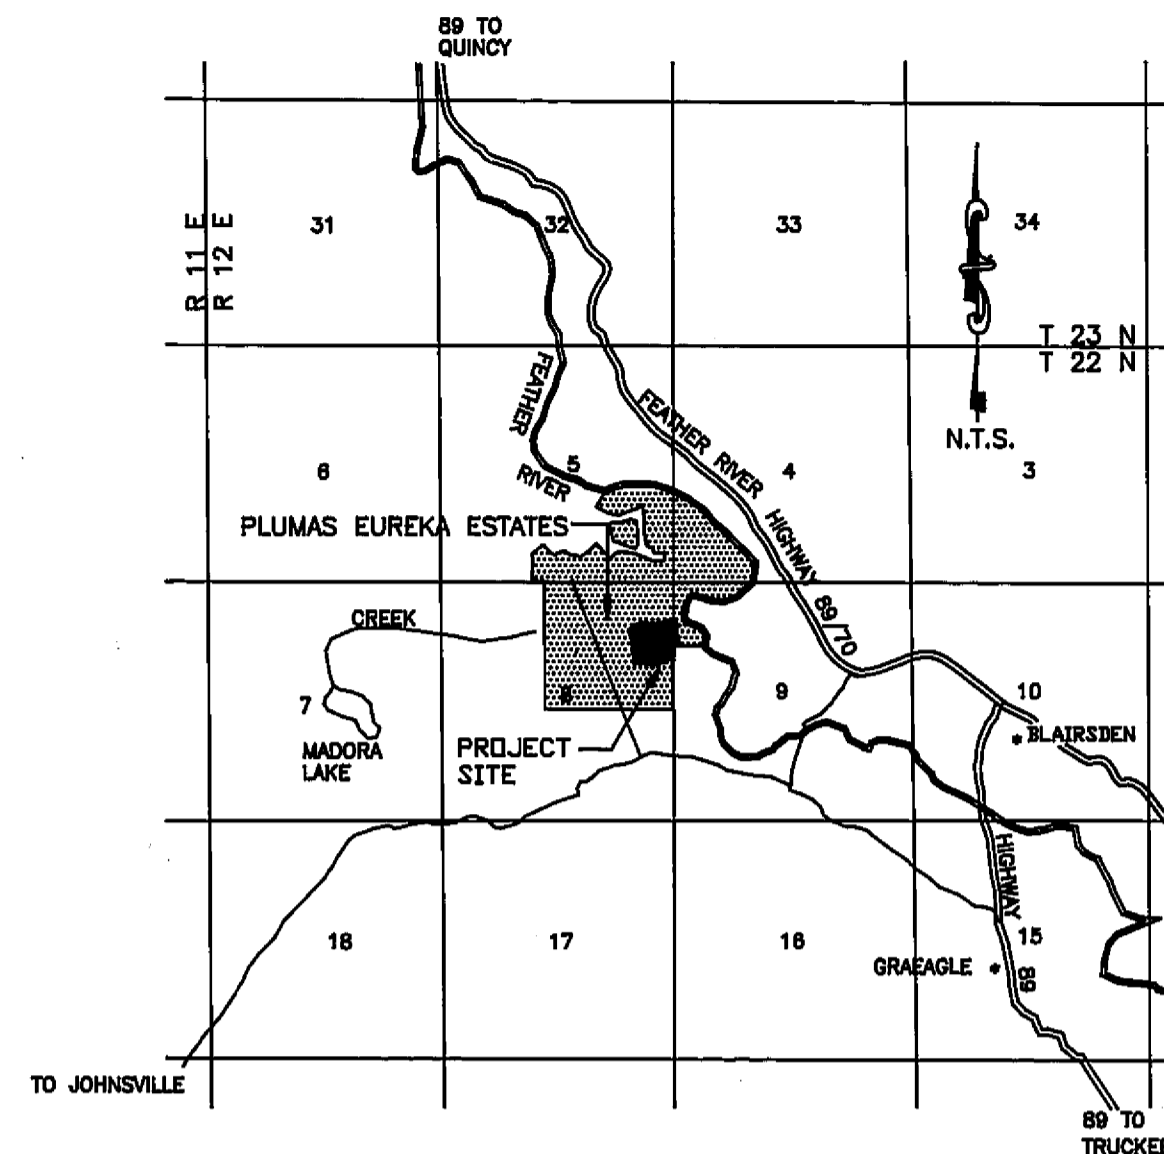 89 TO
QUINCY
R 11 E
R 12 E
31
32
33
34
T 23 N
T 22 N
N.T.S.
FEATHER
RIVER
FEATHER RIVER HIGHWAY 89/70
6
5
4
3
PLUMAS EUREKA ESTATES
CREEK
7
8
9
10
MADORA
LAKE
PROJECT
SITE
BLAIRSDEN
HIGHWAY
89
18
17
16
15
GRAEAGLE
TO JOHNSVILLE
89 TO